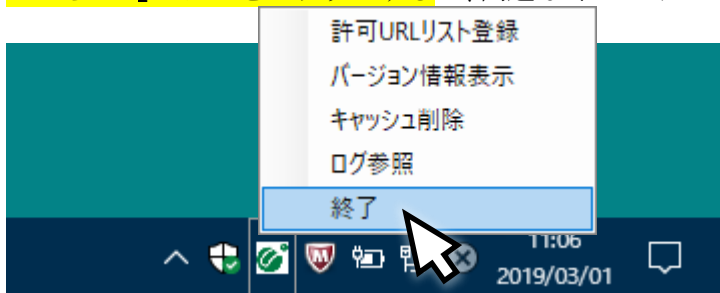 許可URLリスト登録
バージョン情報表示
キャッシュ削除
ログ参照
終了
11:06
2019/03/01